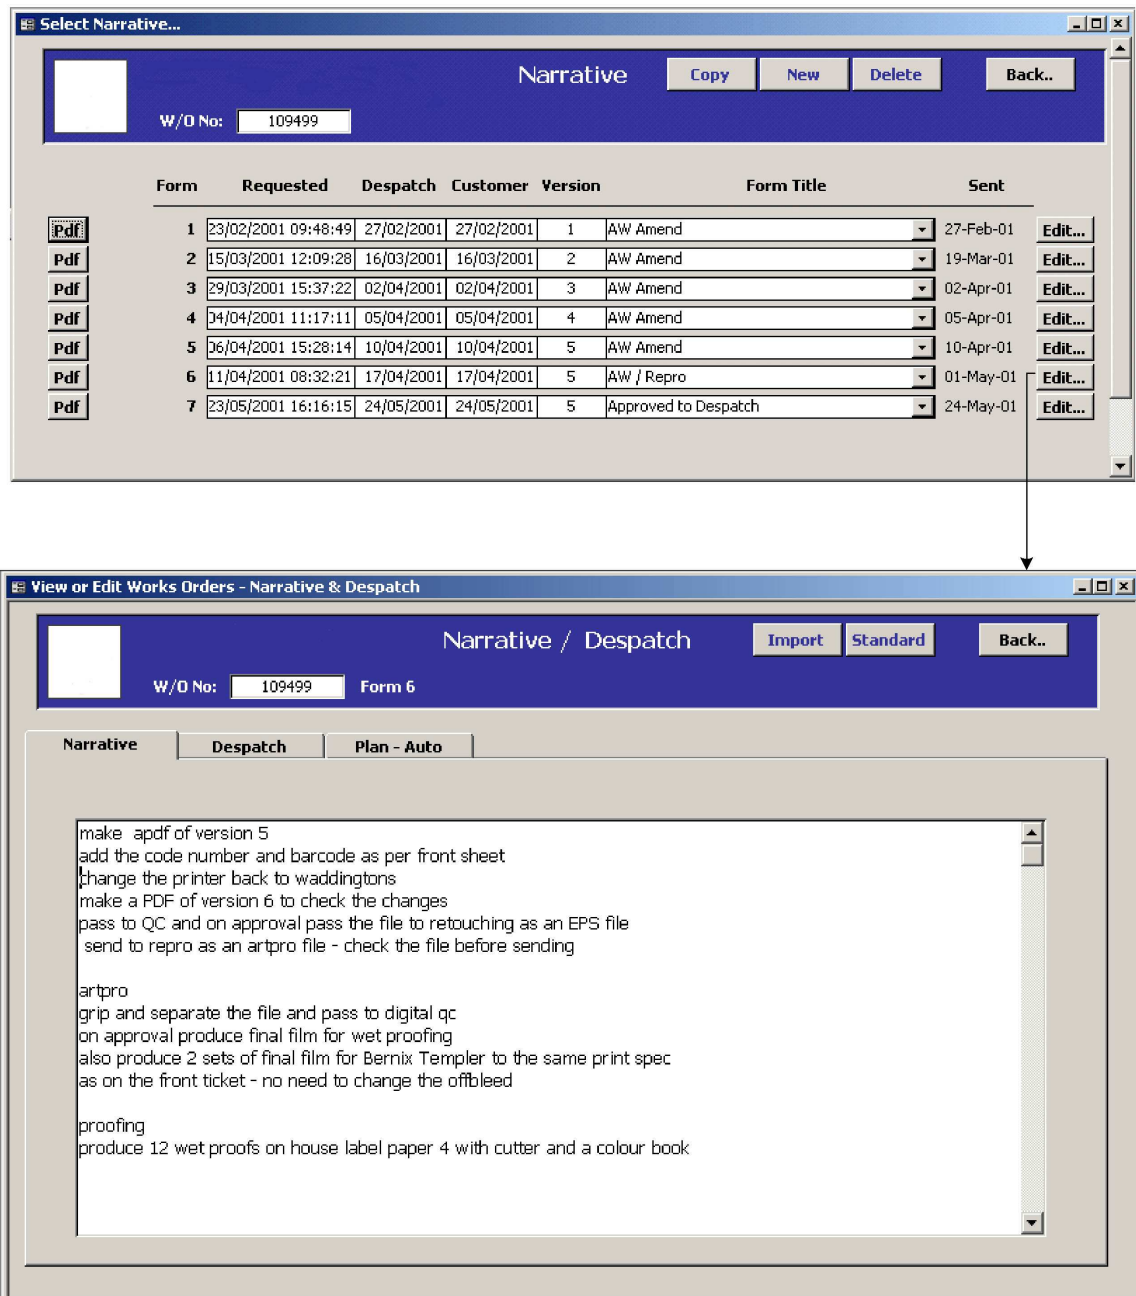 Select Narrative...
Narrative Copy New Delete Back..
W/O No: 109499
Form Requested Despatch Customer Version Form Title Sent
Pdf 1 23/02/2001 09:48:49 27/02/2001 27/02/2001 1 AW Amend 27-Feb-01 Edit...
Pdf 2 15/03/2001 12:09:28 16/03/2001 16/03/2001 2 AW Amend 19-Mar-01 Edit...
Pdf 3 29/03/2001 15:37:22 02/04/2001 02/04/2001 3 AW Amend 02-Apr-01 Edit...
Pdf 4 04/04/2001 11:17:11 05/04/2001 05/04/2001 4 AW Amend 05-Apr-01 Edit...
Pdf 5 06/04/2001 15:28:14 10/04/2001 10/04/2001 5 AW Amend 10-Apr-01 Edit...
Pdf 6 11/04/2001 08:32:21 17/04/2001 17/04/2001 5 AW / Repro 01-May-01 Edit...
Pdf 7 23/05/2001 16:16:15 24/05/2001 24/05/2001 5 Approved to Despatch 24-May-01 Edit...
View or Edit Works Orders - Narrative & Despatch
Narrative / Despatch Import Standard Back..
W/O No: 109499 Form 6
Narrative Despatch Plan - Auto
make apdf of version 5
add the code number and barcode as per front sheet
change the printer back to waddingtons
make a PDF of version 6 to check the changes
pass to QC and on approval pass the file to retouching as an EPS file
send to repro as an artpro file - check the file before sending
artpro
grip and separate the file and pass to digital qc
on approval produce final film for wet proofing
also produce 2 sets of final film for Bernix Templer to the same print spec
as on the front ticket - no need to change the offbleed
proofing
produce 12 wet proofs on house label paper 4 with cutter and a colour book